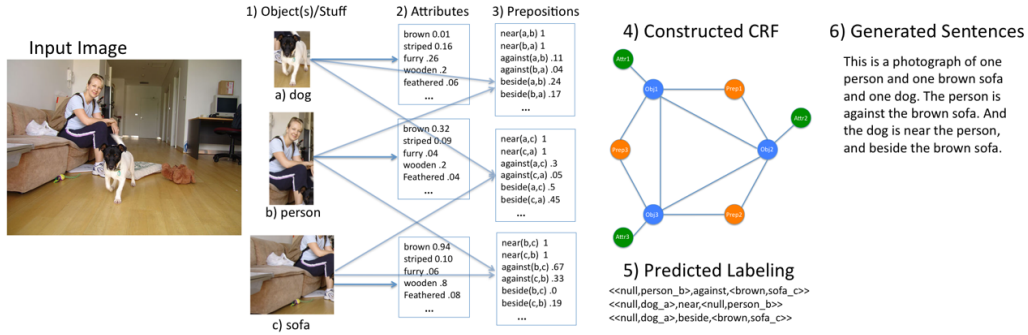 Input Image
1) Object(s)/Stuff
a) dog
b) person
c) sofa
2) Attributes
brown 0.01
striped 0.16
furry .26
wooden .2
feathered .06
...
brown 0.32
striped 0.09
furry .04
wooden .2
Feathered .04
...
brown 0.94
striped 0.10
furry .06
wooden .8
Feathered .08
...
3) Prepositions
near(a,b) 1
near(b,a) 1
against(a,b) .11
against(b,a) .04
beside(a,b) .24
beside(b,a) .17
...
near(a,c) 1
near(c,a) 1
against(a,c) .3
against(c,a) .05
beside(a,c) .5
beside(c,a) .45
...
near(b,c) 1
near(c,b) 1
against(b,c) .67
against(c,b) .33
beside(b,c) .0
beside(c,b) .19
...
4) Constructed CRF
Attr1
Obj1
Prep1
Attr2
Prep3
Obj2
Obj3
Prep2
Attr3
5) Predicted Labeling
<<null,person_b>,against,<brown,sofa_c>>
<<null,dog_a>,near,<null,person_b>>
<<null,dog_a>,beside,<brown,sofa_c>>
6) Generated Sentences
This is a photograph of one
person and one brown sofa
and one dog. The person is
against the brown sofa. And
the dog is near the person,
and beside the brown sofa.